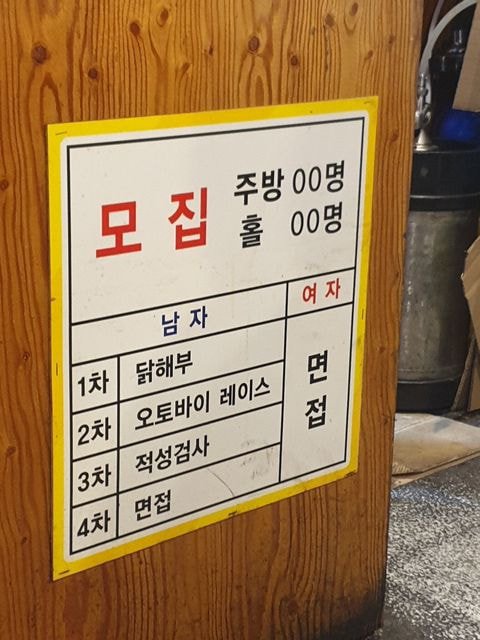 모집 주방 00명
홀 00명
남자 여자
1차 닭해부 면접
2차 오토바이 레이스
3차 적성검사
4차 면접